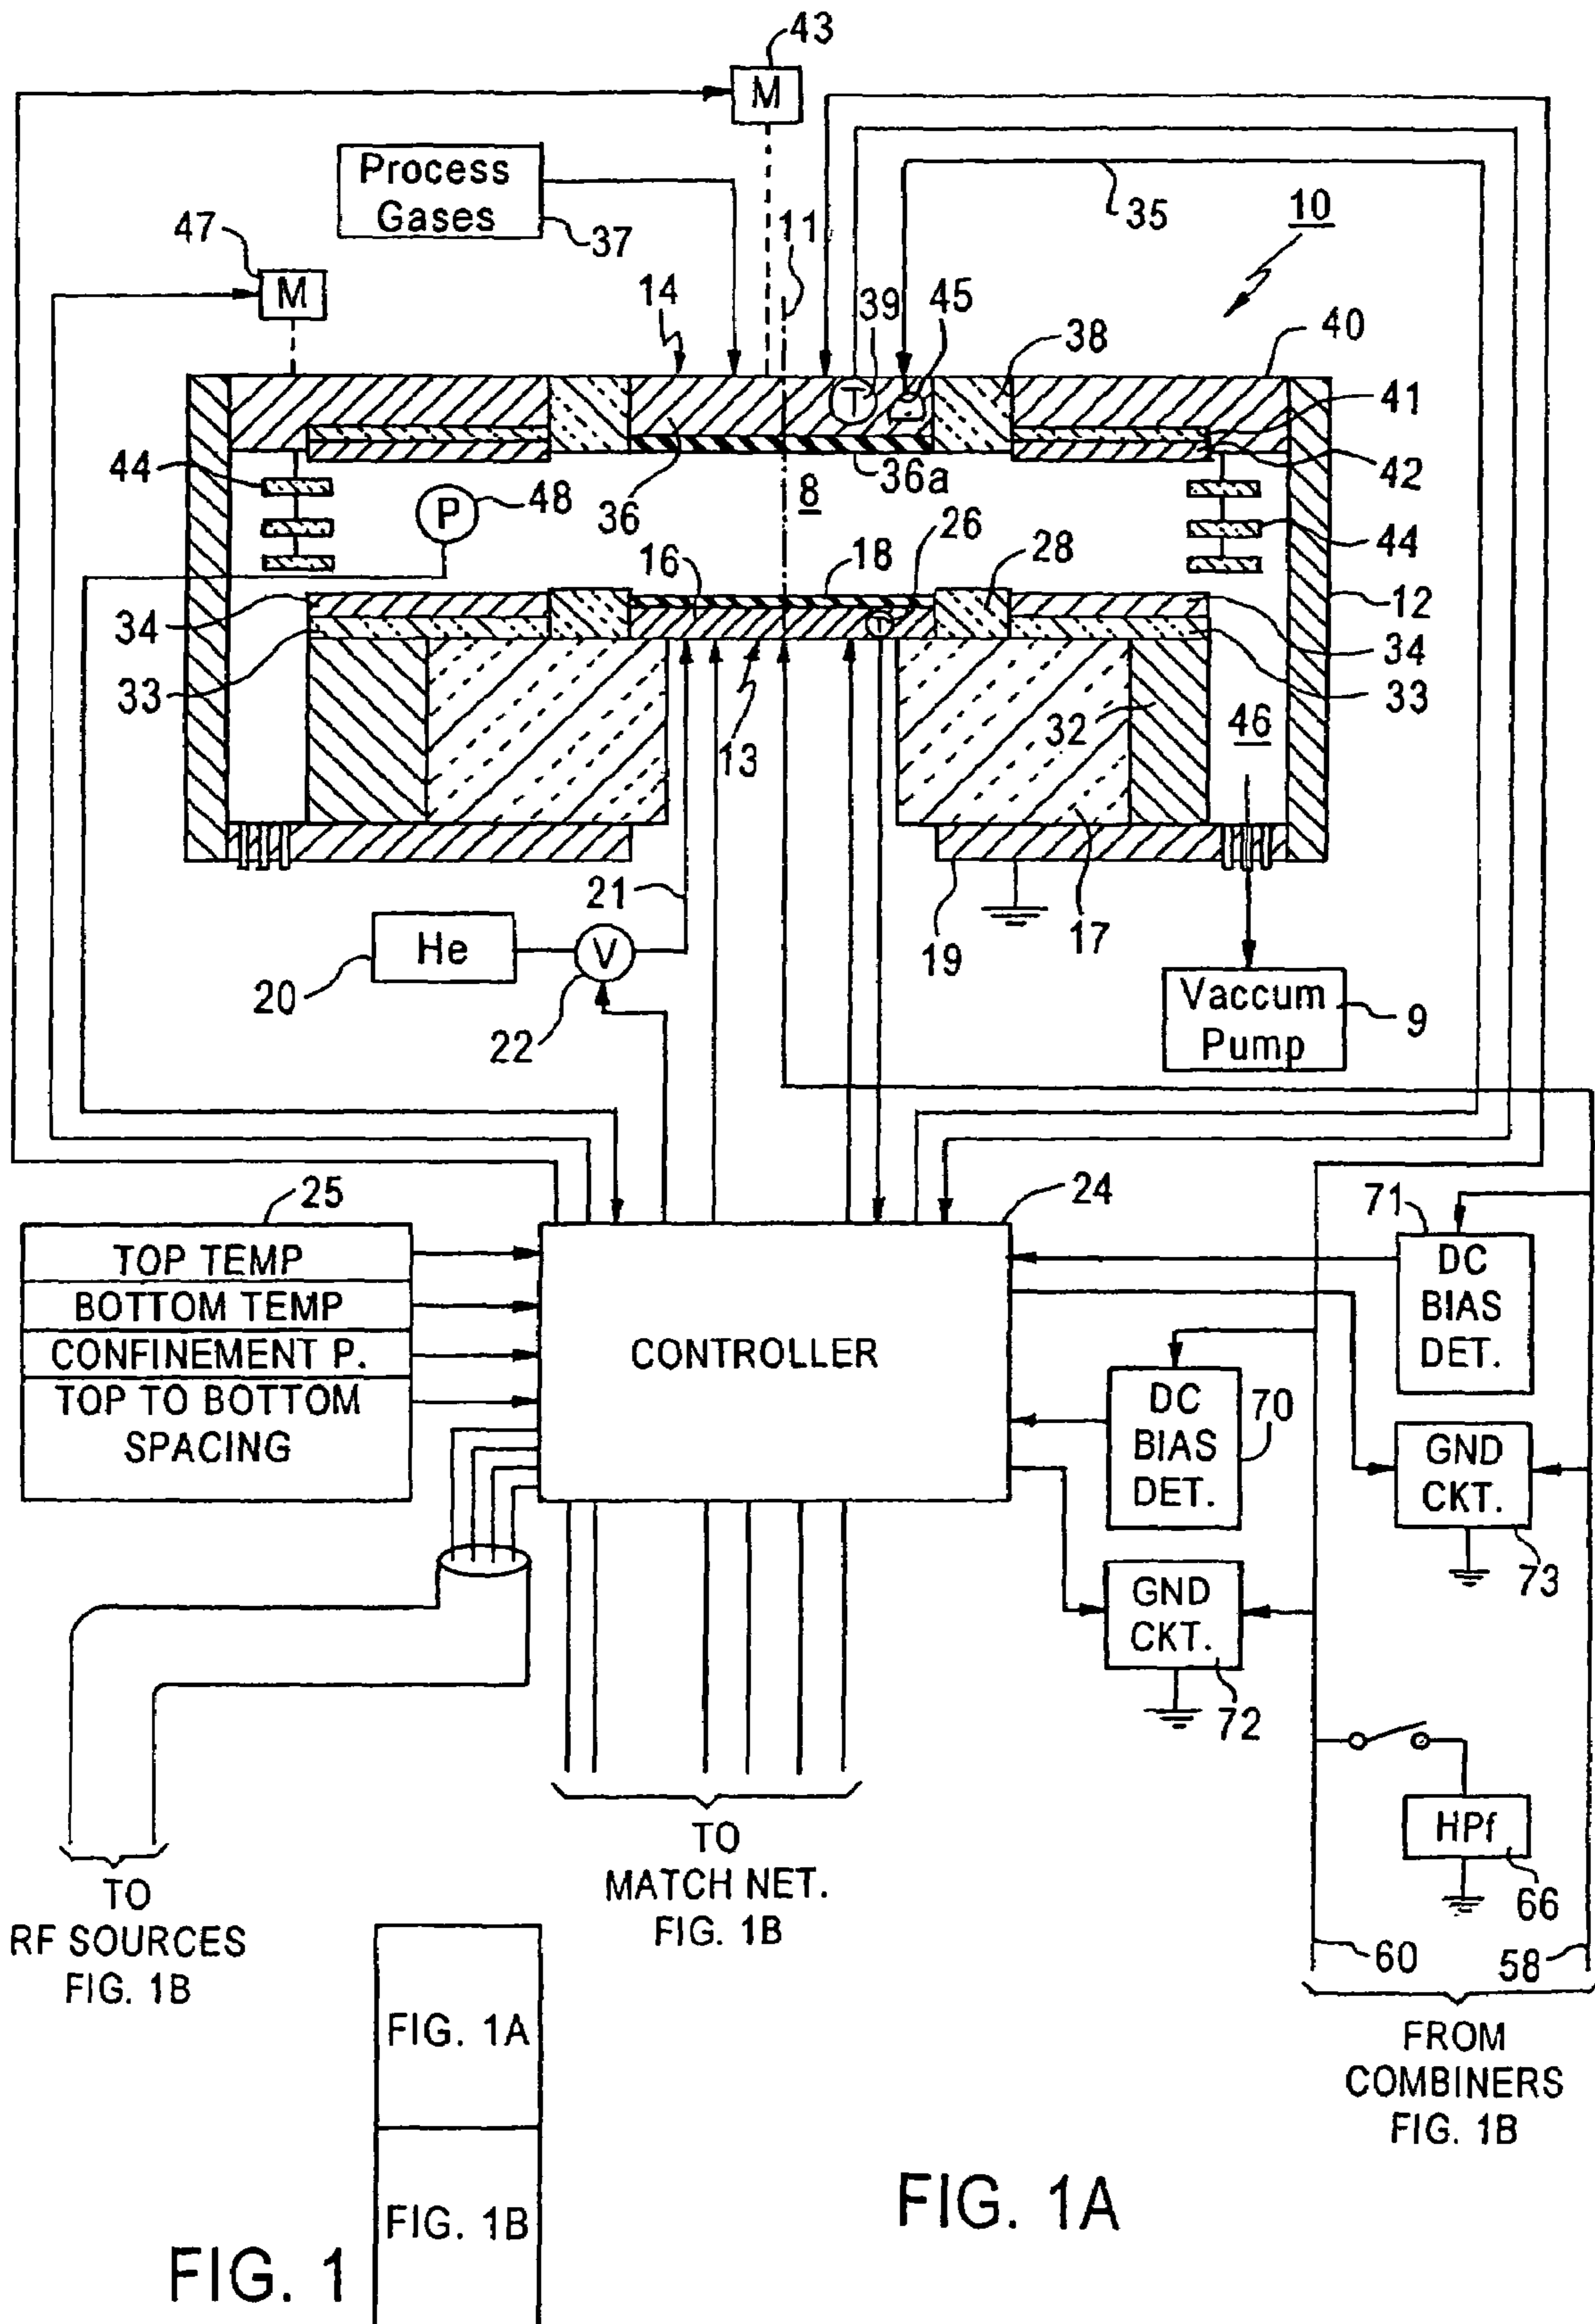 43
M
Process
Gases
37
35
10
11
47
M
14
39
45
38
40
T
41
42
44
P
48
36
36a
8
26
44
16
18
28
12
T
34
33
34
33
13
32
46
21
He
V
20
22
19
17
Vaccum
Pump
9
25
24
71
TOP TEMP
BOTTOM TEMP
CONFINEMENT P.
TOP TO BOTTOM
SPACING
CONTROLLER
DC
BIAS
DET.
DC
BIAS
DET.
70
GND
CKT.
73
GND
CKT.
72
HPf
66
TO
MATCH NET.
FIG. 1B
TO
RF SOURCES
FIG. 1B
60
58
FROM
COMBINERS
FIG. 1B
FIG. 1A
FIG. 1B
FIG. 1
FIG. 1A